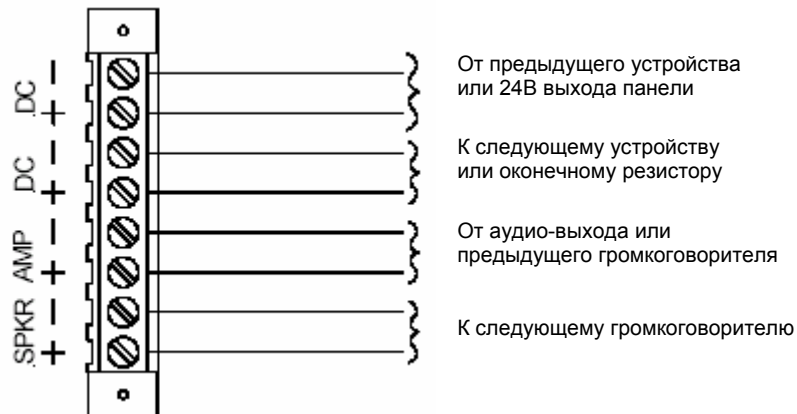 .DC
– +
От предыдущего устройства
или 24В выхода панели
.DC
– +
К следующему устройству
или оконечному резистору
AMP
– +
От аудио-выхода или
предыдущего громкоговорителя
.SPKR
– +
К следующему громкоговорителю